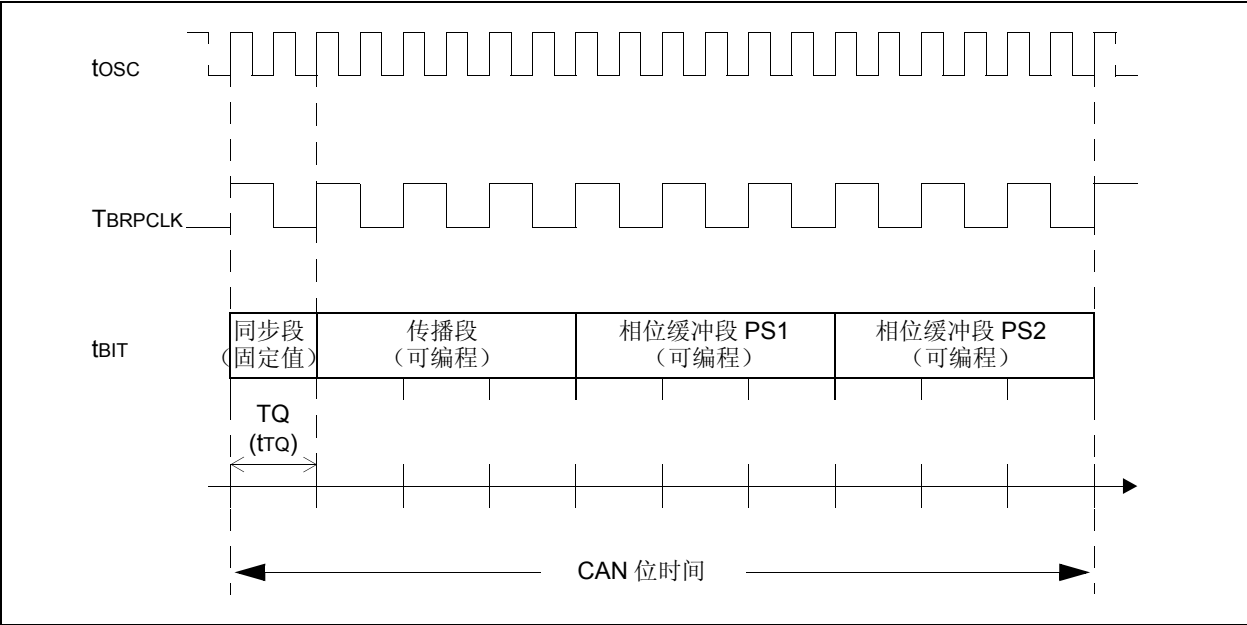 tOSC
TBRPCLK
tBIT
同步段
（固定值）
传播段
（可编程）
相位缓冲段 PS1
（可编程）
相位缓冲段 PS2
（可编程）
TQ
(tTQ)
CAN 位时间